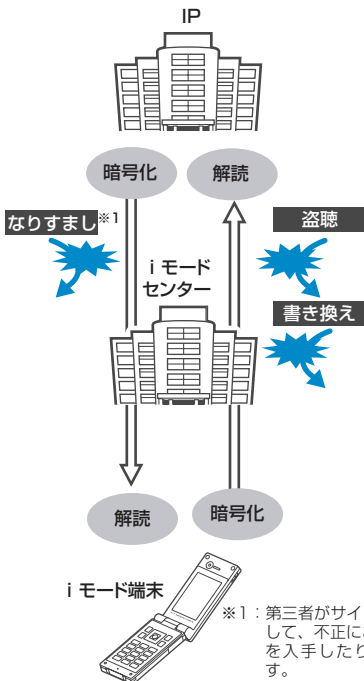 IP
暗号化
解読
なりすまし※1
盗聴
i モード
センター
書き換え
解読
暗号化
i モード端末
※1：第三者がサイ
して、不正に
を入手したり
す。